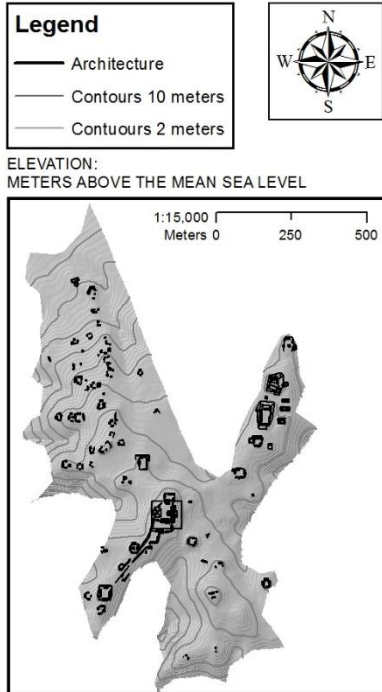 Legend
Architecture
Contours 10 meters
Contuours 2 meters
N
W E
S
ELEVATION:
METERS ABOVE THE MEAN SEA LEVEL
1:15,000
Meters 0 250 500